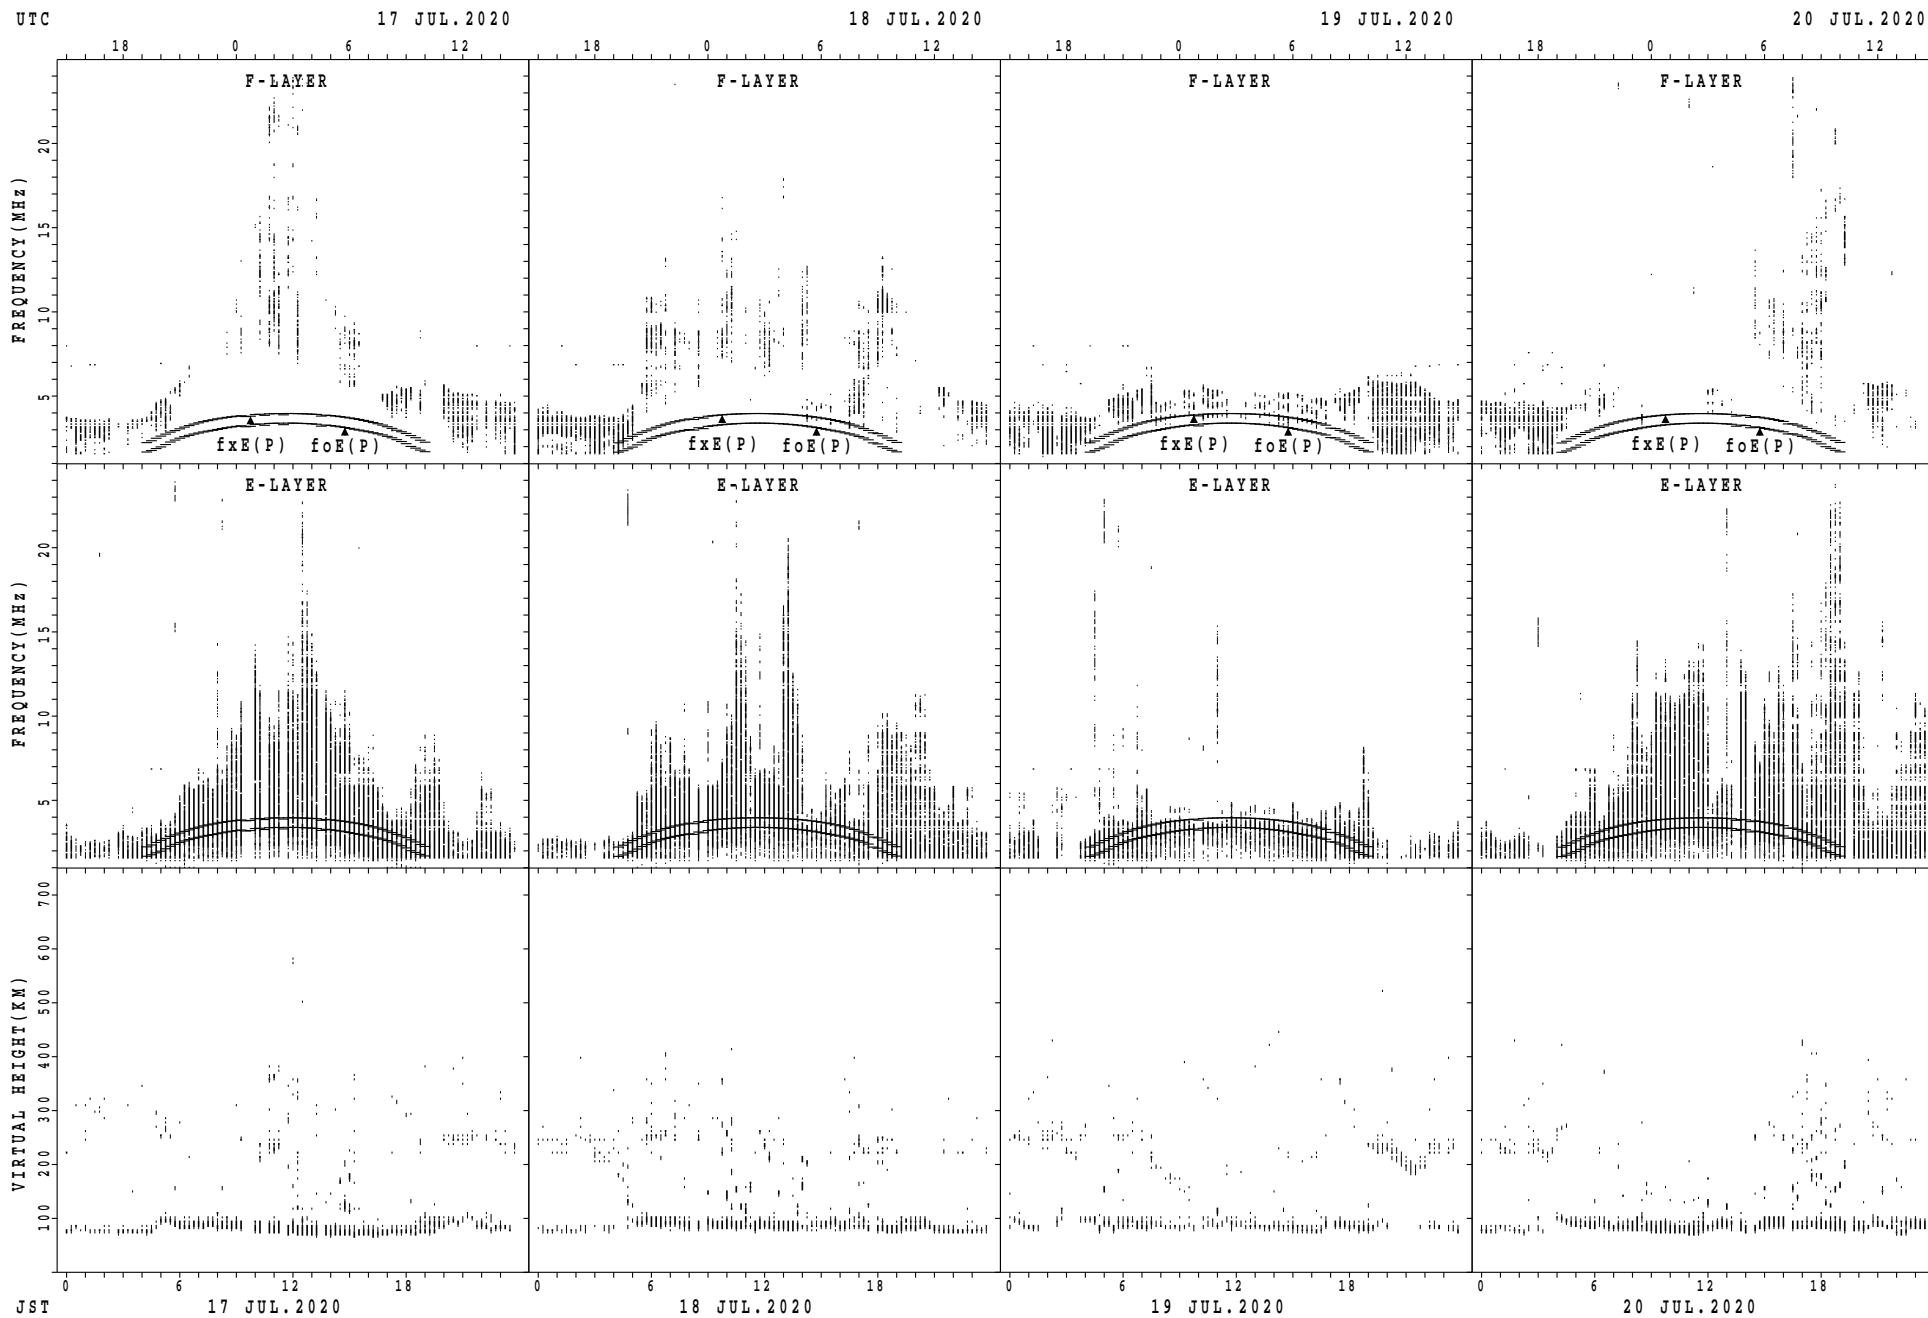 UTC 17 JUL.2020 18 JUL.2020 19 JUL.2020 20 JUL.2020
18 0 6 12 18 0 6 12 18 0 6 12 18 0 6 12
F-LAYER F-LAYER F-LAYER F-LAYER
FREQUENCY(MHz)
20
15
10
5
fxE(P) foE(P) fxE(P) foE(P) fxE(P) foE(P) fxE(P) foE(P)
E-LAYER E-LAYER E-LAYER E-LAYER
FREQUENCY(MHz)
20
15
10
5
VIRTUAL HEIGHT(KM)
700
600
500
400
300
200
100
0 6 12 18 0 6 12 18 0 6 12 18 0 6 12 18
JST 17 JUL.2020 18 JUL.2020 19 JUL.2020 20 JUL.2020